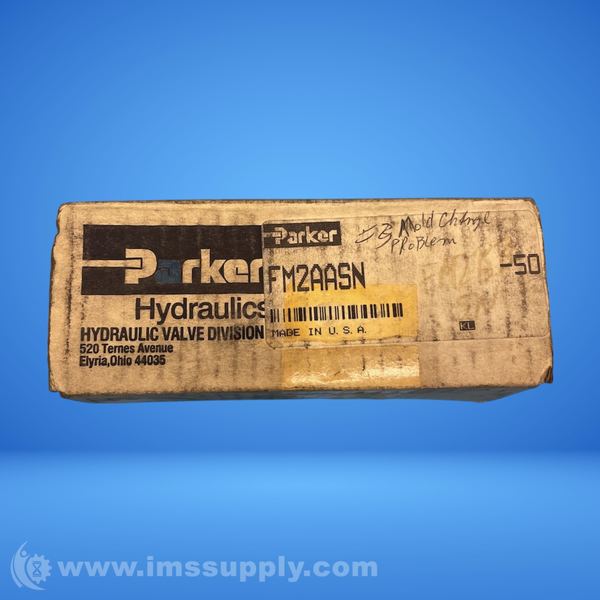 Parker
Hydraulics
HYDRAULIC VALVE DIVISION
520 Ternes Avenue
Elyria,Ohio 44035
Parker
FM2AASN
-50
MADE IN U.S.A.
KL
Mold Change
PRoBlem
www.imssupply.com